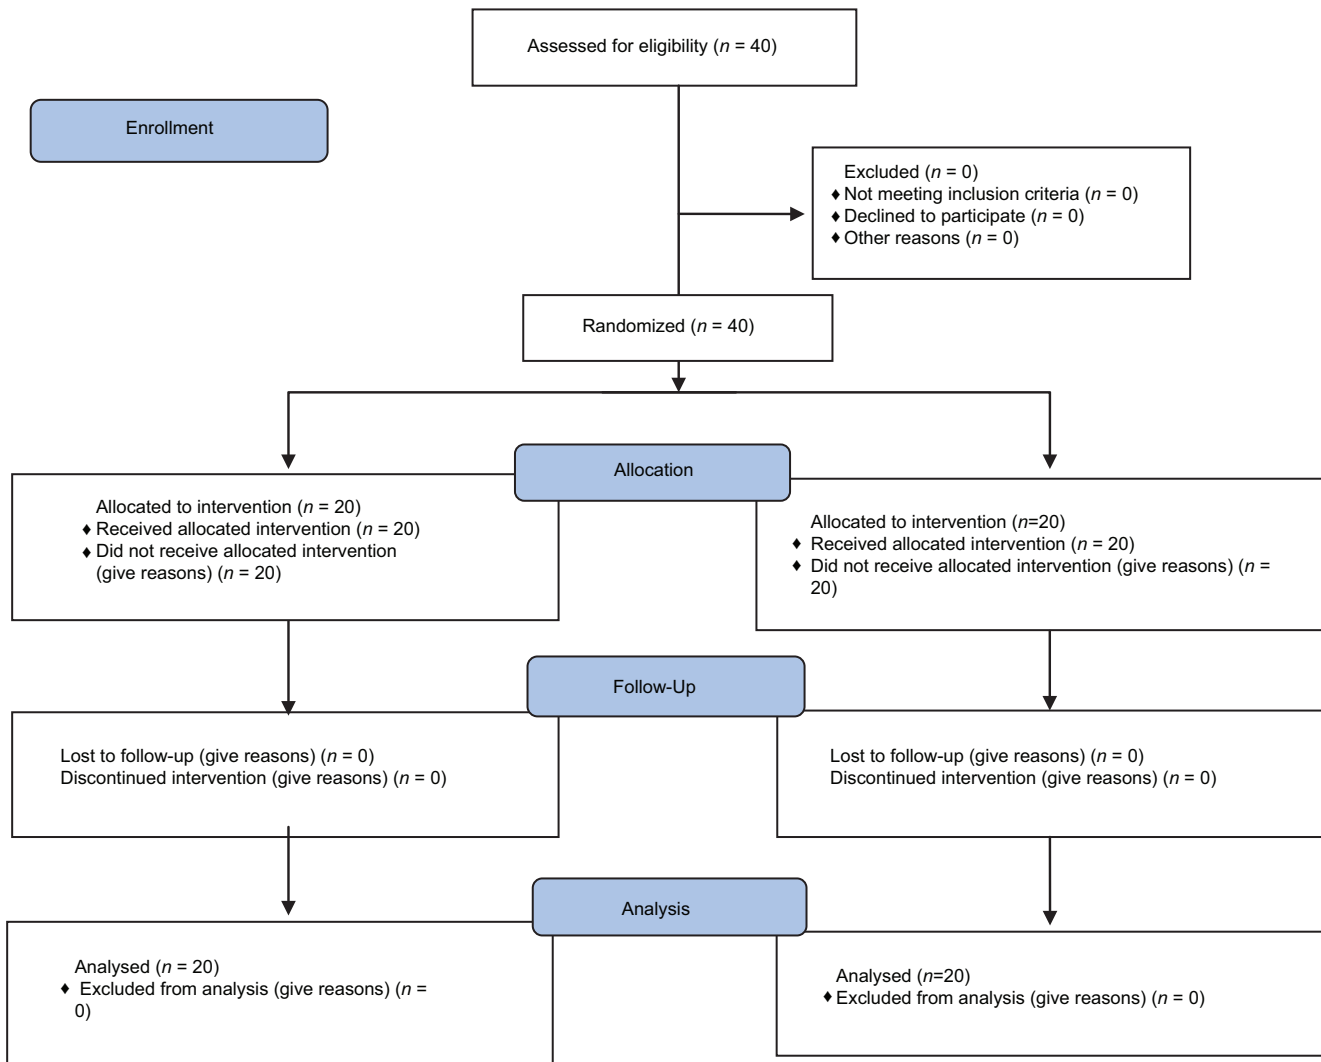 Assessed for eligibility (n = 40)
Enrollment
Excluded (n = 0)
♦ Not meeting inclusion criteria (n = 0)
♦ Declined to participate (n = 0)
♦ Other reasons (n = 0)
Randomized (n = 40)
Allocation
Allocated to intervention (n = 20)
♦ Received allocated intervention (n = 20)
♦ Did not receive allocated intervention
(give reasons) (n = 20)
Allocated to intervention (n=20)
♦ Received allocated intervention (n = 20)
♦ Did not receive allocated intervention (give reasons) (n =
20)
Follow-Up
Lost to follow-up (give reasons) (n = 0)
Discontinued intervention (give reasons) (n = 0)
Lost to follow-up (give reasons) (n = 0)
Discontinued intervention (give reasons) (n = 0)
Analysis
Analysed (n = 20)
♦ Excluded from analysis (give reasons) (n =
0)
Analysed (n=20)
♦ Excluded from analysis (give reasons) (n = 0)